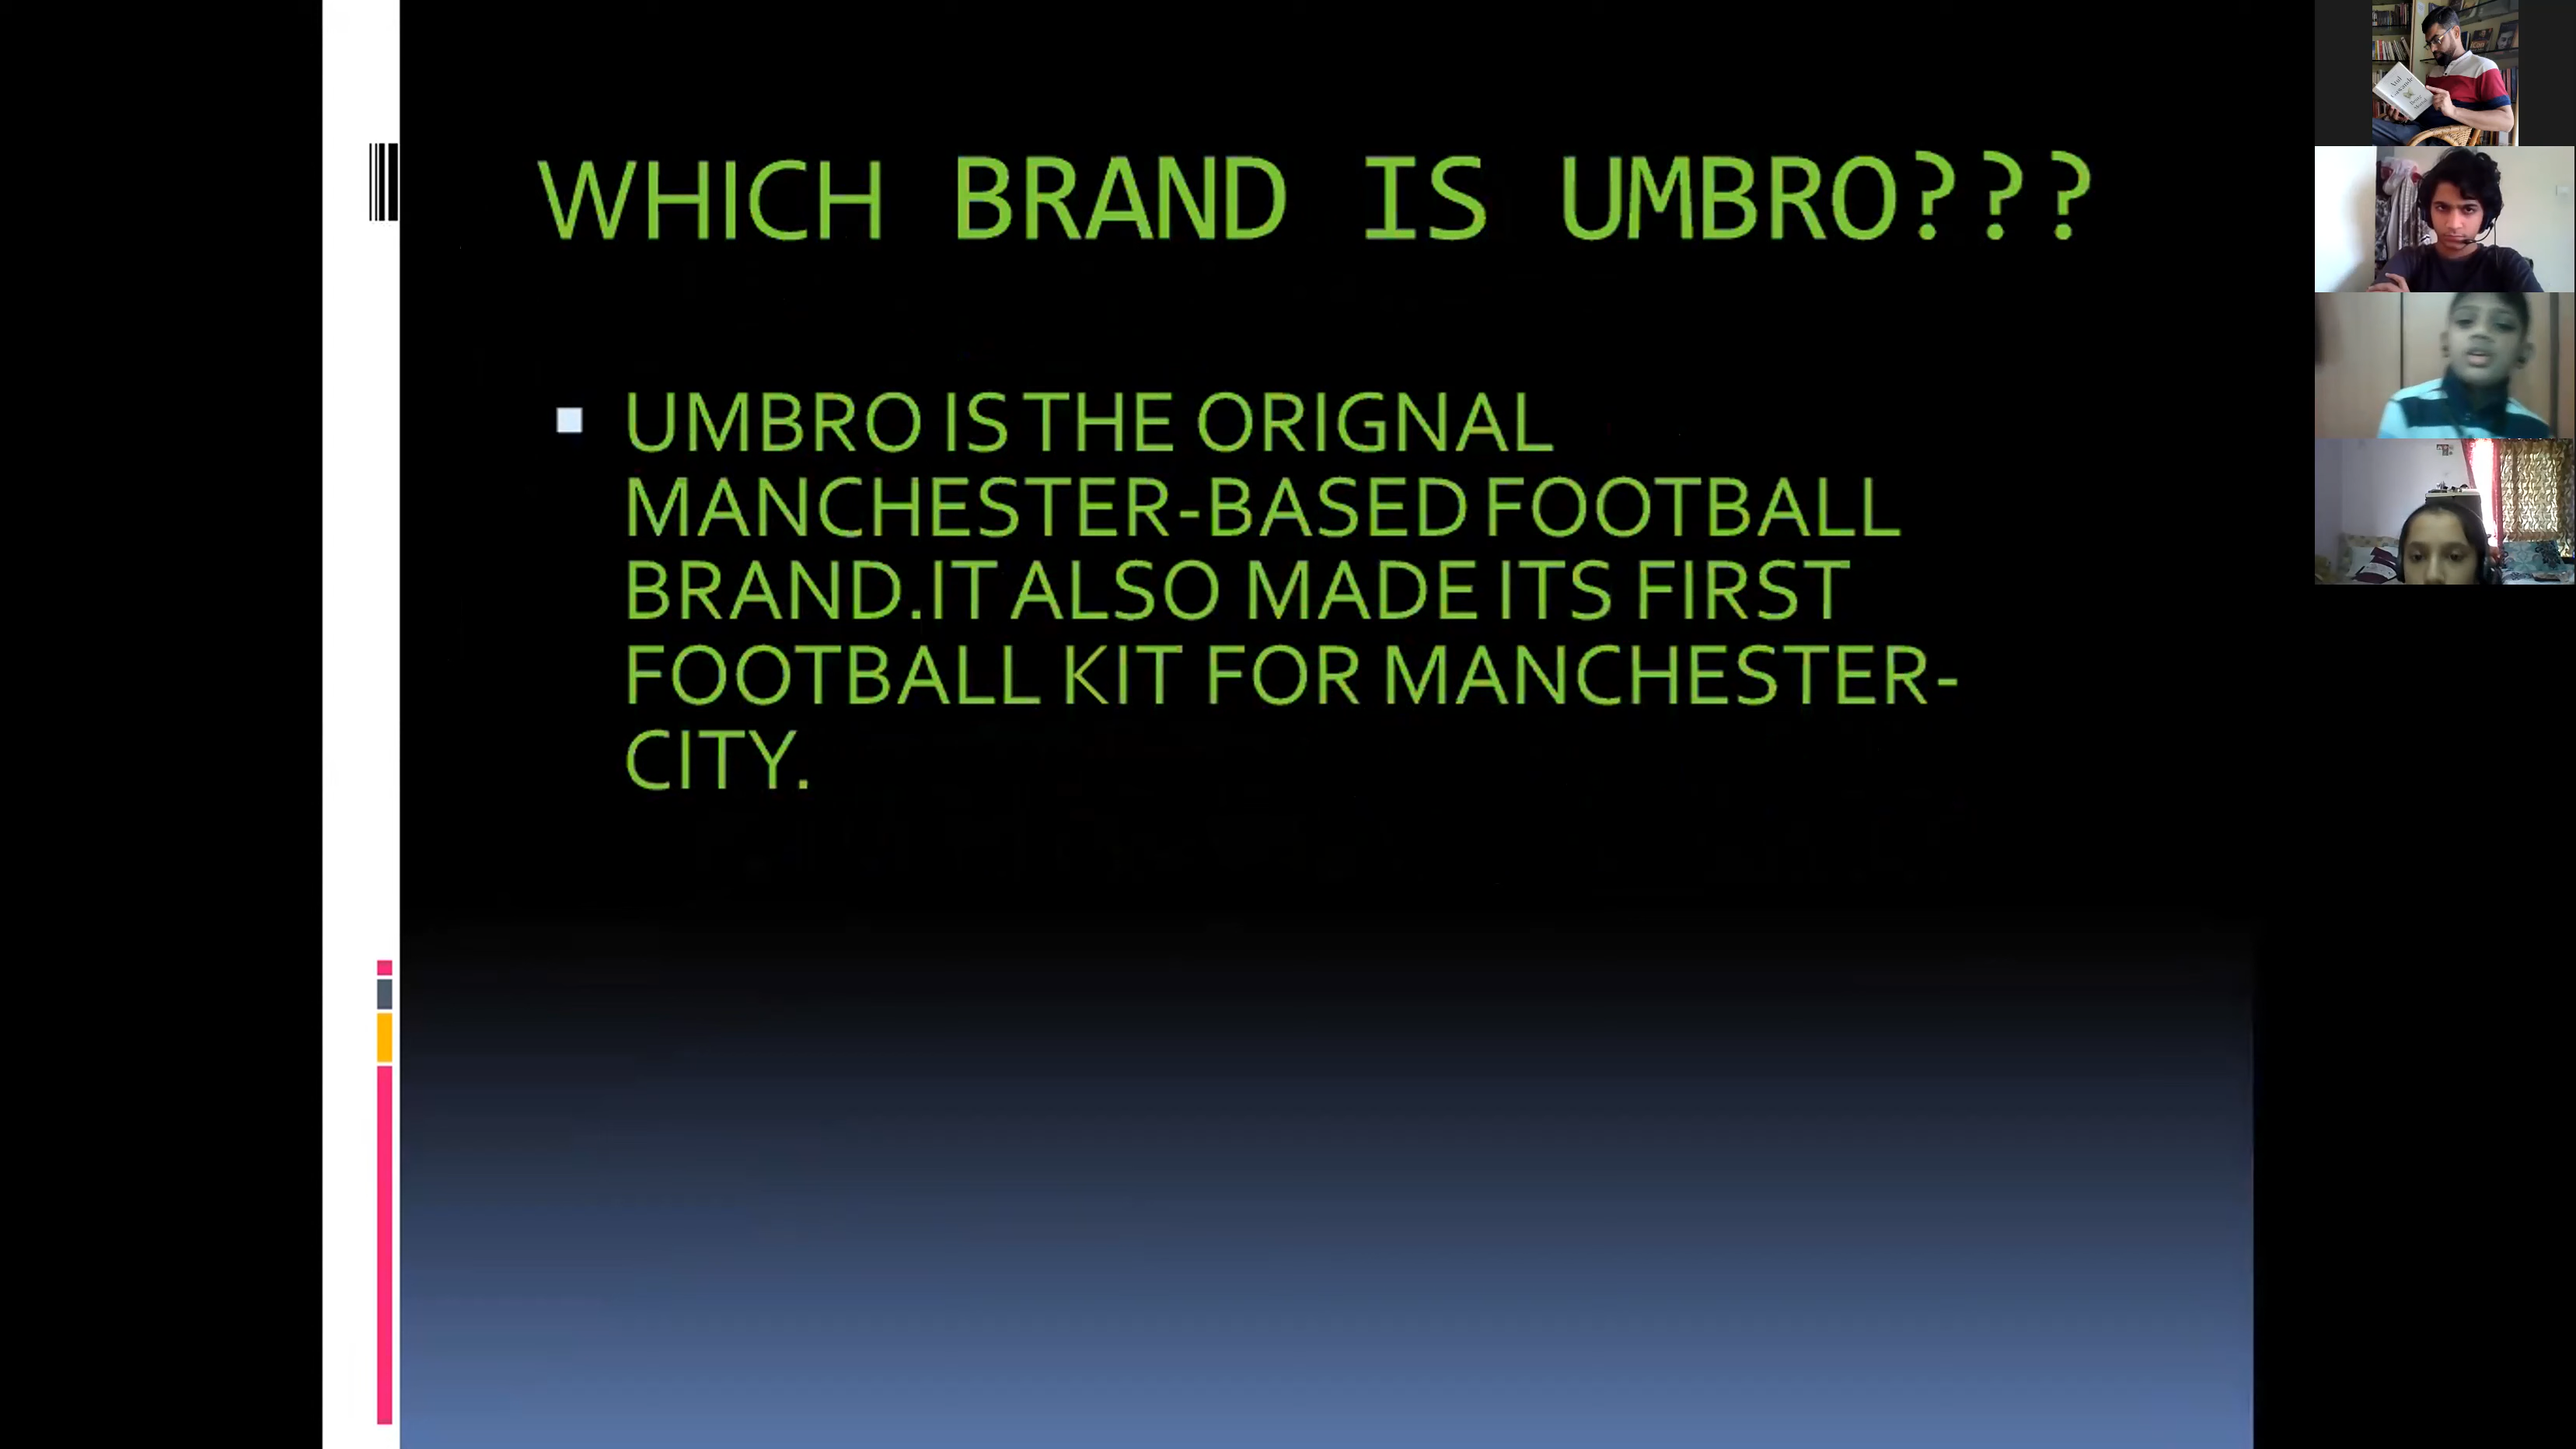 WHICH BRAND IS UMBRO???
UMBRO IS THE ORIGNAL
MANCHESTER-BASED FOOTBALL
BRAND.IT ALSO MADE ITS FIRST
FOOTBALL KIT FOR MANCHESTER-
CITY.